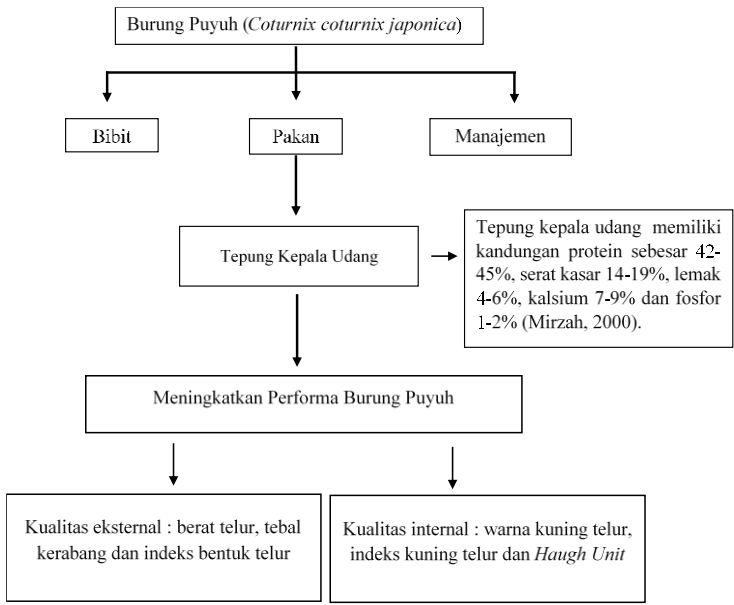 Burung Puyuh (Coturnix coturnix japonica)
Bibit
Pakan
Manajemen
Tepung Kepala Udang
Tepung kepala udang memiliki
kandungan protein sebesar 42-
45%, serat kasar 14-19%, lemak
4-6%, kalsium 7-9% dan fosfor
1-2% (Mirzah, 2000).
Meningkatkan Performa Burung Puyuh
Kualitas eksternal : berat telur, tebal
kerabang dan indeks bentuk telur
Kualitas internal : warna kuning telur,
indeks kuning telur dan Haugh Unit